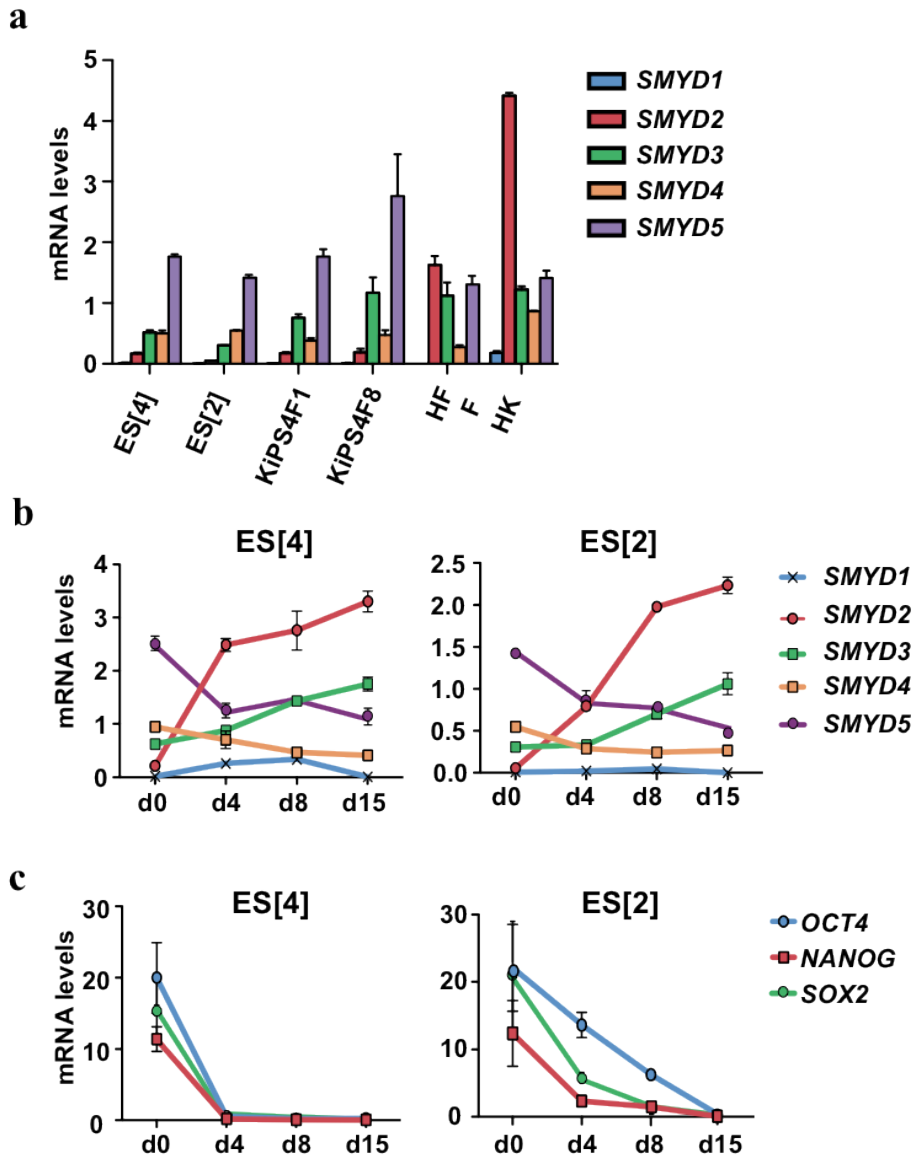 a
5
4
3
2
1
0
mRNA levels
SMYD1
SMYD2
SMYD3
SMYD4
SMYD5
ES[4]
ES[2]
KiPS4F1
KiPS4F8
HF
F
HK
b
ES[4]
mRNA levels
4
3
2
1
0
d0 d4 d8 d15
ES[2]
2.5
2.0
1.5
1.0
0.5
0.0
d0 d4 d8 d15
SMYD1
SMYD2
SMYD3
SMYD4
SMYD5
c
ES[4]
mRNA levels
30
20
10
0
d0 d4 d8 d15
ES[2]
30
20
10
0
d0 d4 d8 d15
OCT4
NANOG
SOX2